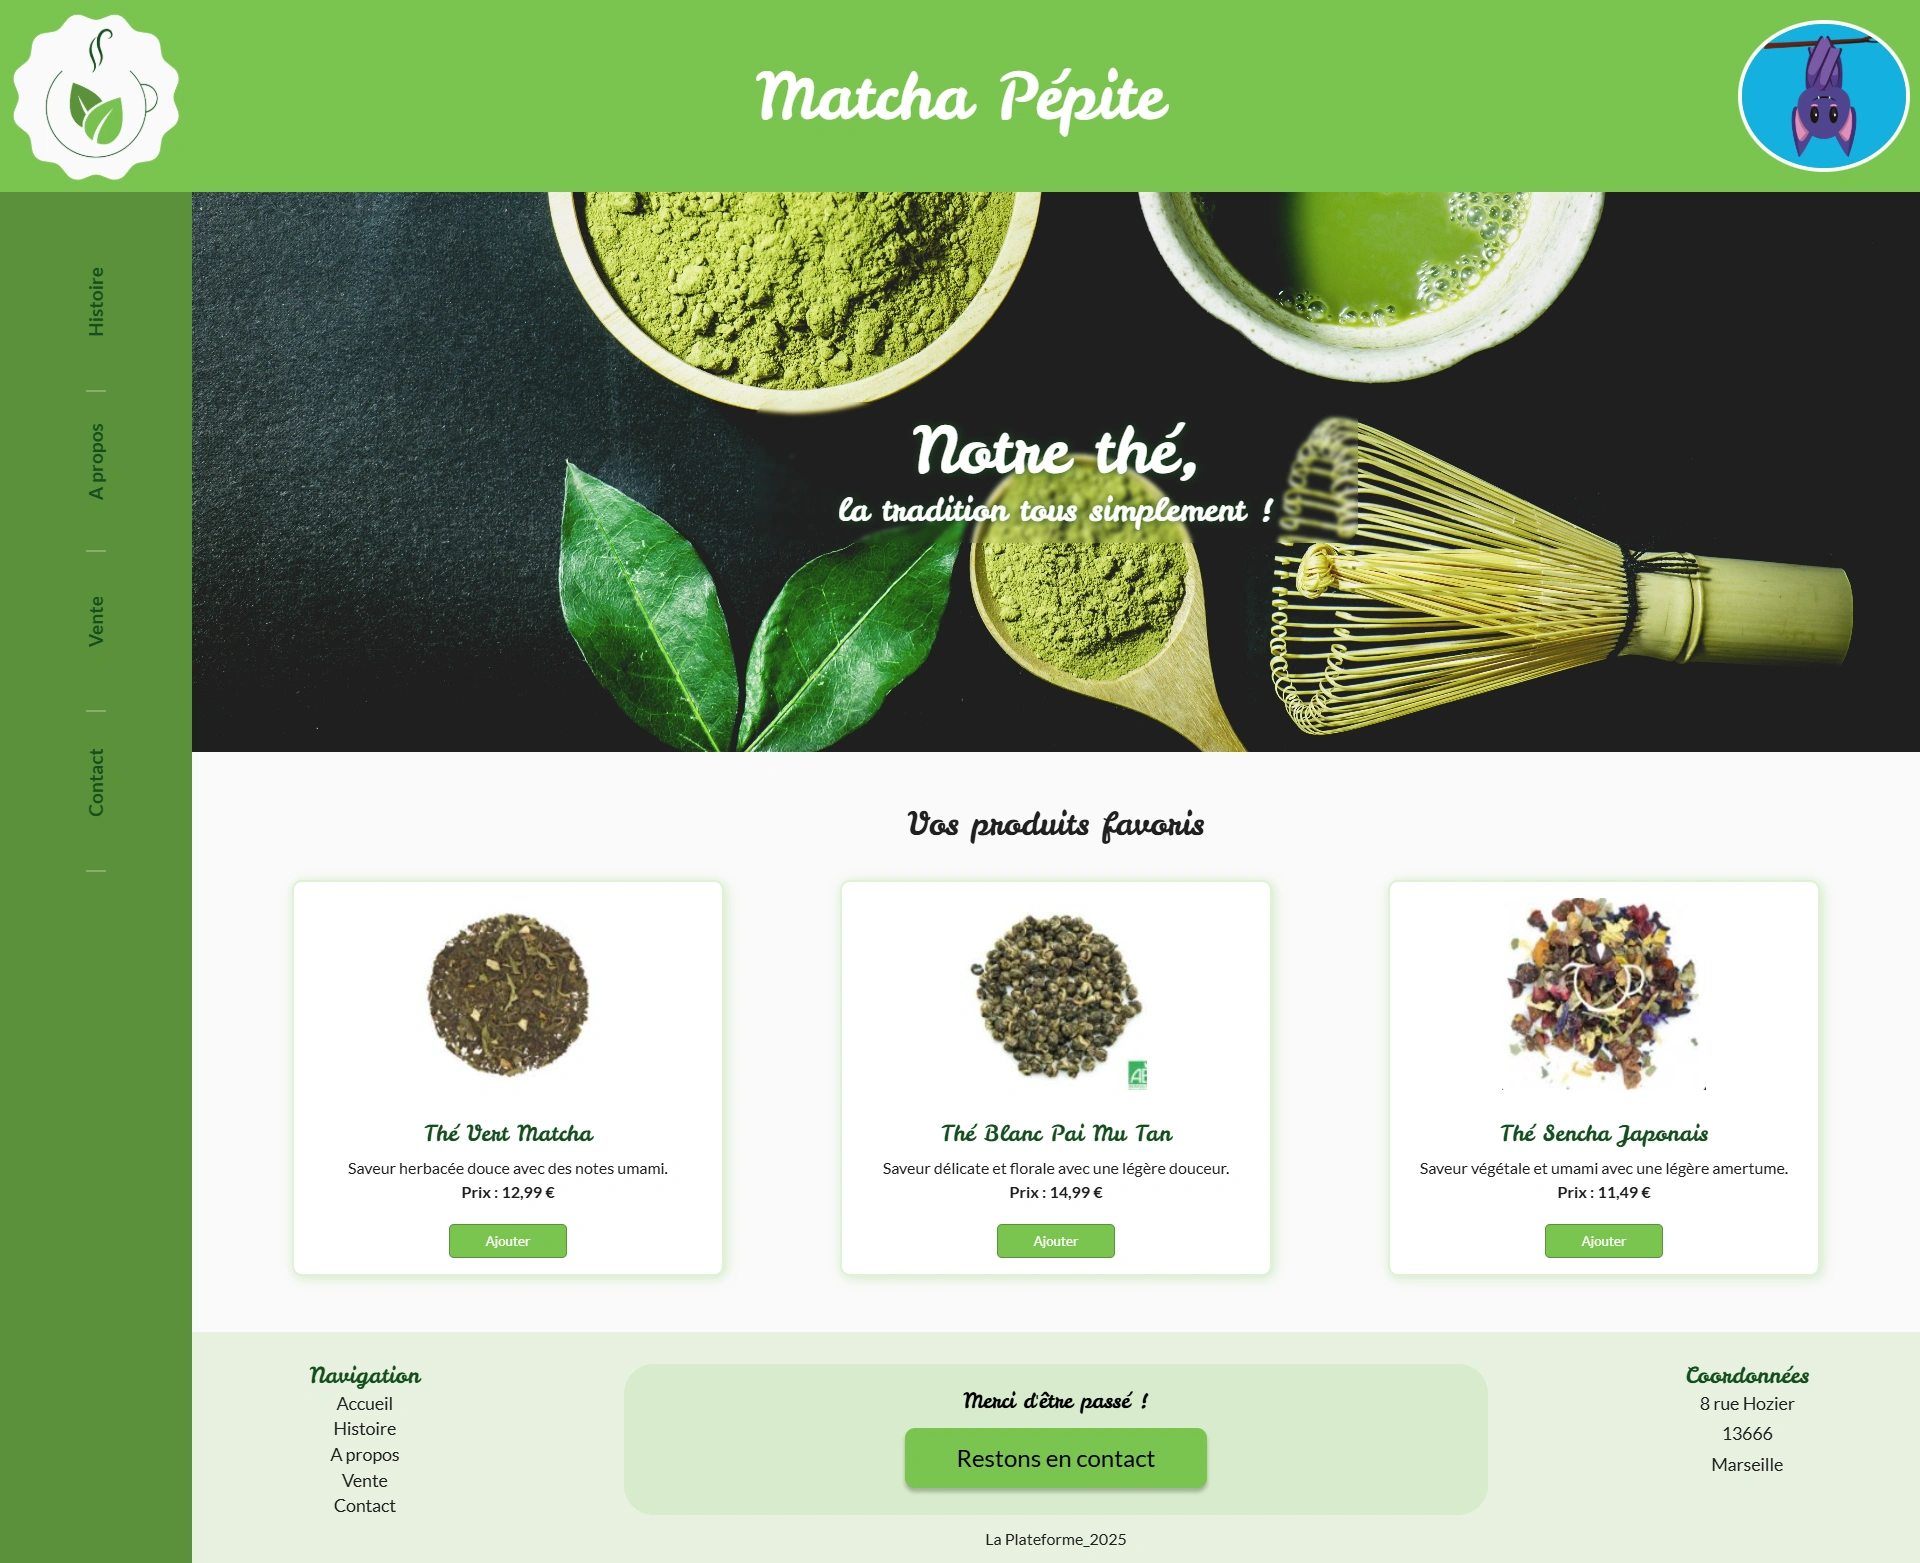 Matcha Pépite
Histoire
A propos
Vente
Contact
Notre thé,
la tradition tous simplement !
Vos produits favoris
Thé Vert Matcha
Saveur herbacée douce avec des notes umami.
Prix : 12,99 €
Ajouter
AB
Thé Blanc Pai Mu Tan
Saveur délicate et florale avec une légère douceur.
Prix : 14,99 €
Ajouter
Thé Sencha Japonais
Saveur végétale et umami avec une légère amertume.
Prix : 11,49 €
Ajouter
Navigation
Accueil
Histoire
A propos
Vente
Contact
Merci d'être passé !
Restons en contact
Coordonnées
8 rue Hozier
13666
Marseille
La Plateforme_2025